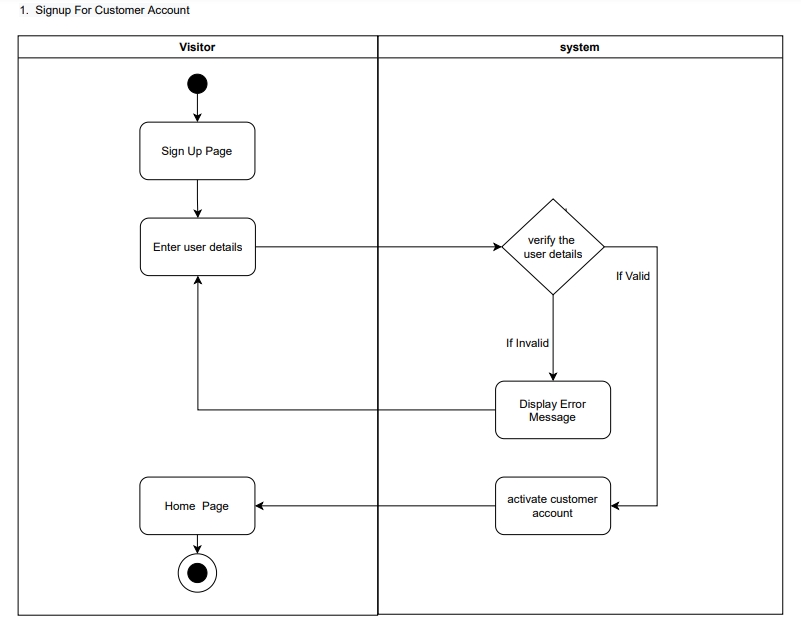 1. Signup For Customer Account
Visitor
system
Sign Up Page
Enter user details
verify the
user details
If Valid
If Invalid
Display Error
Message
Home Page
activate customer
account